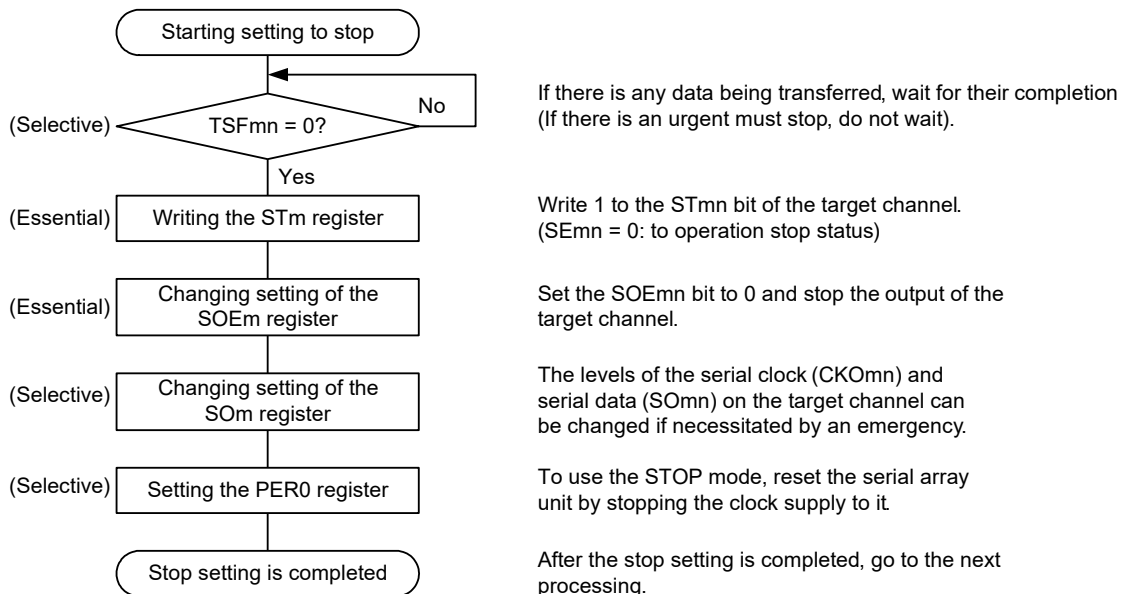 Starting setting to stop
No
If there is any data being transferred, wait for their completion
(Selective)
TSFmn = 0?
(If there is an urgent must stop, do not wait).
Yes
(Essential)
Writing the STm register
Write 1 to the STmn bit of the target channel.
(SEmn = 0: to operation stop status)
(Essential)
Changing setting of the
SOEm register
Set the SOEmn bit to 0 and stop the output of the
target channel.
(Selective)
Changing setting of the
SOm register
The levels of the serial clock (CKOmn) and
serial data (SOmn) on the target channel can
be changed if necessitated by an emergency.
(Selective)
Setting the PER0 register
To use the STOP mode, reset the serial array
unit by stopping the clock supply to it.
Stop setting is completed
After the stop setting is completed, go to the next
processing.